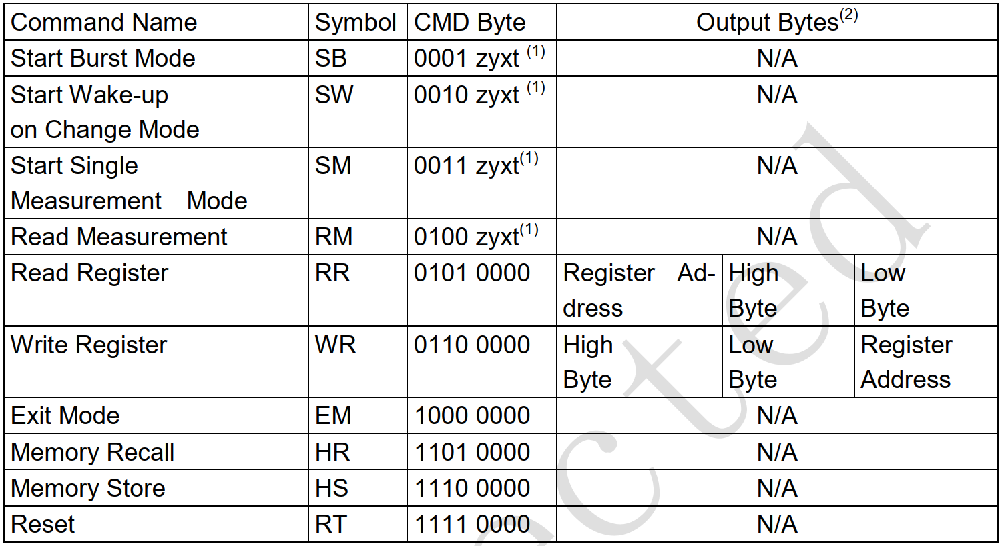 Command Name Symbol CMD Byte Output Bytes(2)
Start Burst Mode SB 0001 zyxt (1) N/A
Start Wake-up SW 0010 zyxt (1) N/A
on Change Mode
Start Single SM 0011 zyxt(1) N/A
Measurement Mode
Read Measurement RM 0100 zyxt(1) N/A
Read Register RR 0101 0000 Register Ad- High Low
dress Byte Byte
Write Register WR 0110 0000 High Low Register
Byte Byte Address
Exit Mode EM 1000 0000 N/A
Memory Recall HR 1101 0000 N/A
Memory Store HS 1110 0000 N/A
Reset RT 1111 0000 N/A
cted